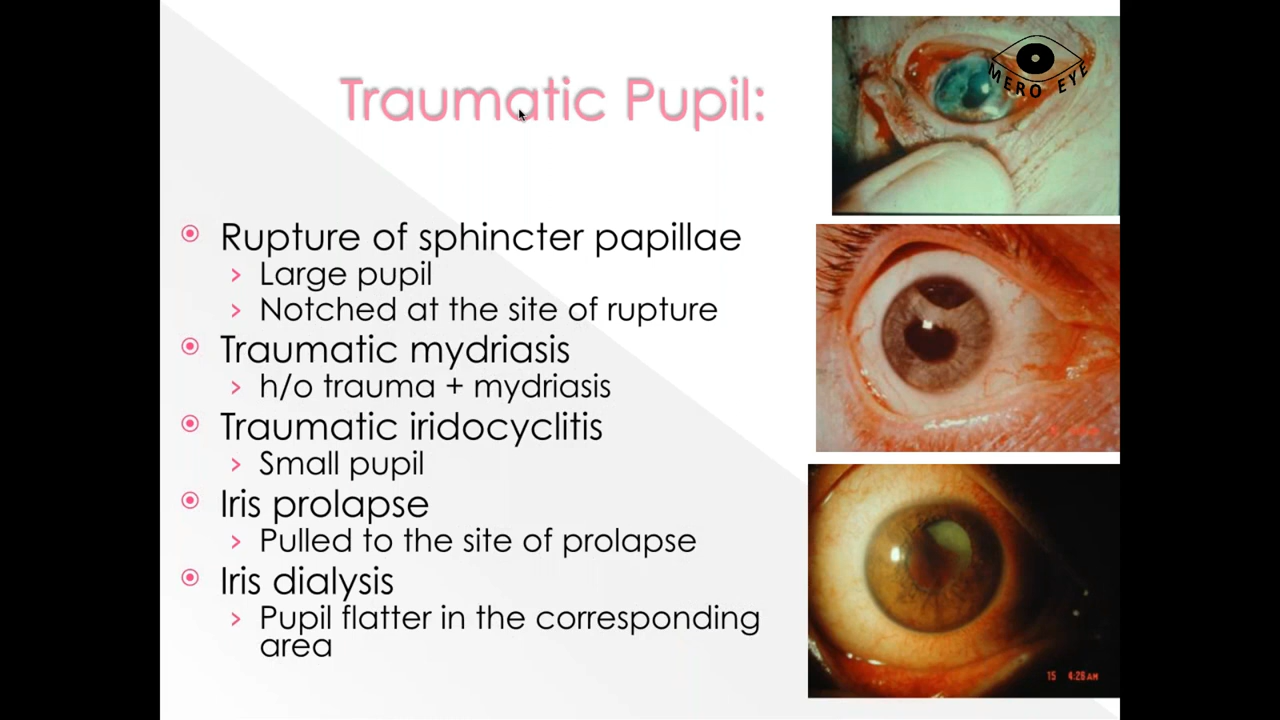 Traumatic Pupil:
MERO EYE
Rupture of sphincter papillae
Large pupil
Notched at the site of rupture
Traumatic mydriasis
h/o trauma + mydriasis
Traumatic iridocyclitis
Small pupil
Iris prolapse
Pulled to the site of prolapse
Iris dialysis
Pupil flatter in the corresponding
area
15 4:26AM